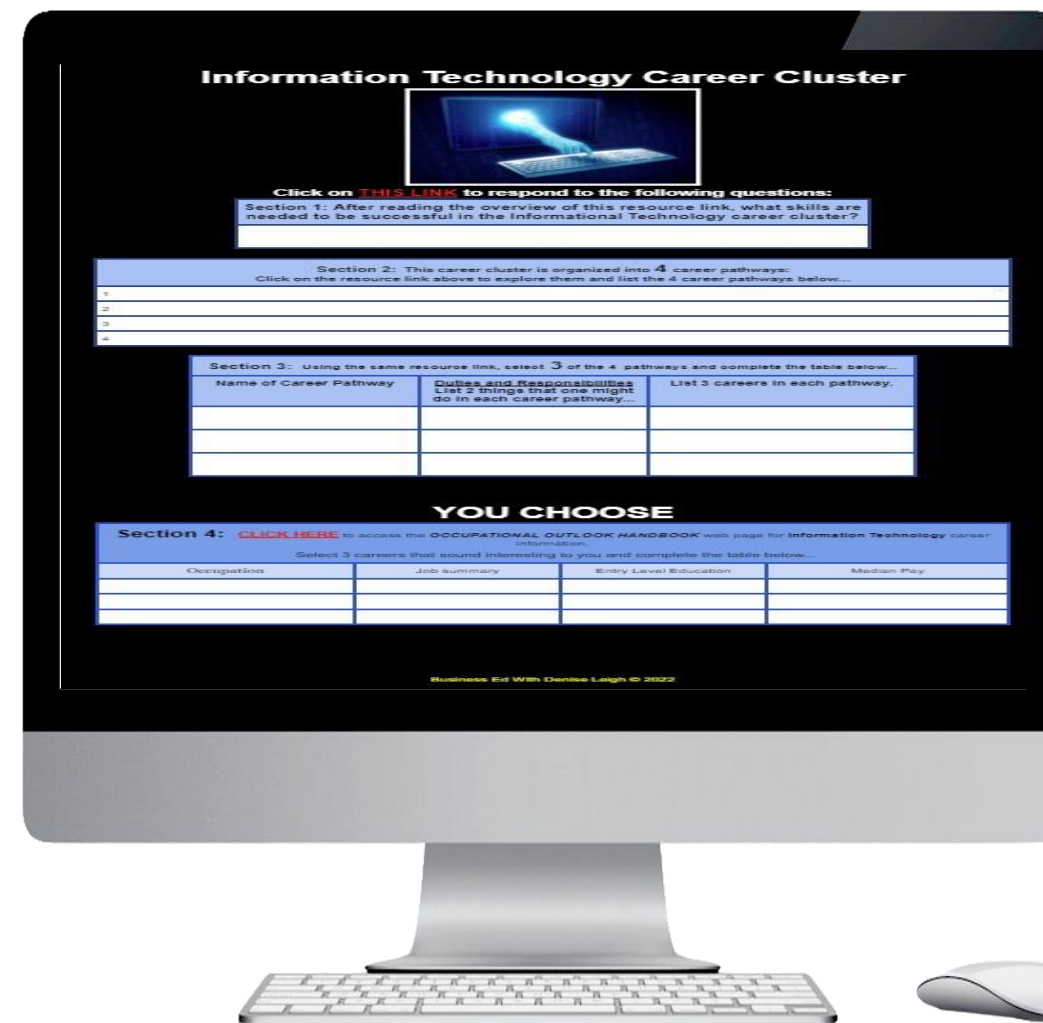 Information Technology Career Cluster
Click on THIS LINK to respond to the following questions:
Section 1: After reading the overview of this resource link, what skills are
needed to be successful in the Informational Technology career cluster?
Section 2: This career cluster is organized into 4 career pathways:
Click on the resource link above to explore them and list the 4 career pathways below...
1
2
3
4
Section 3: Using the same resource link, select 3 of the 4 pathways and complete the table below...
Name of Career Pathway
Duties and Responsibilities
List 2 things that one might
do in each career pathway...
List 3 careers in each pathway.
YOU CHOOSE
Section 4: CLICK HERE to access the OCCUPATIONAL OUTLOOK HANDBOOK web page for Information Technology career
information.
Select 3 careers that sound interesting to you and complete the table below...
Occupation
Job summary
Entry Level Education
Median Pay
Business Ed With Denise Leigh © 2022